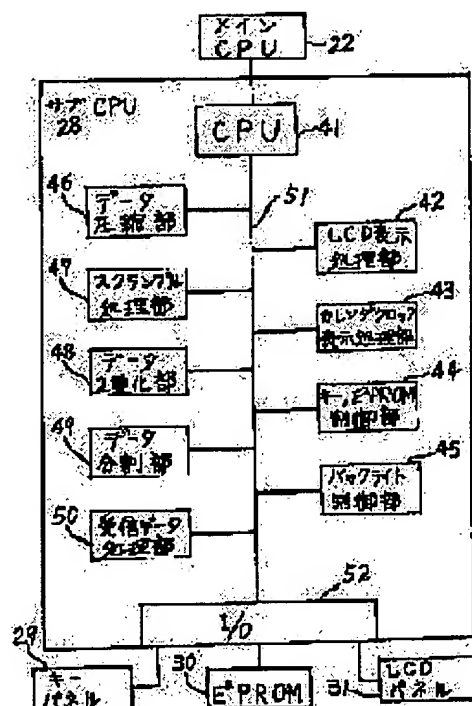 メイン
CPU
22
サブCPU
28
CPU
41
51
46
データ
圧縮部
42
LCD表示
処理部
47
スクランブル
処理部
43
カレンダクロック
表示処理部
48
データ
2重化部
44
キー,E²PROM
制御部
49
データ
分割部
45
バックライト
制御部
50
受信データ
処理部
52
I/O
29
キー
パネル
30
E²PROM
31
LCD
パネル